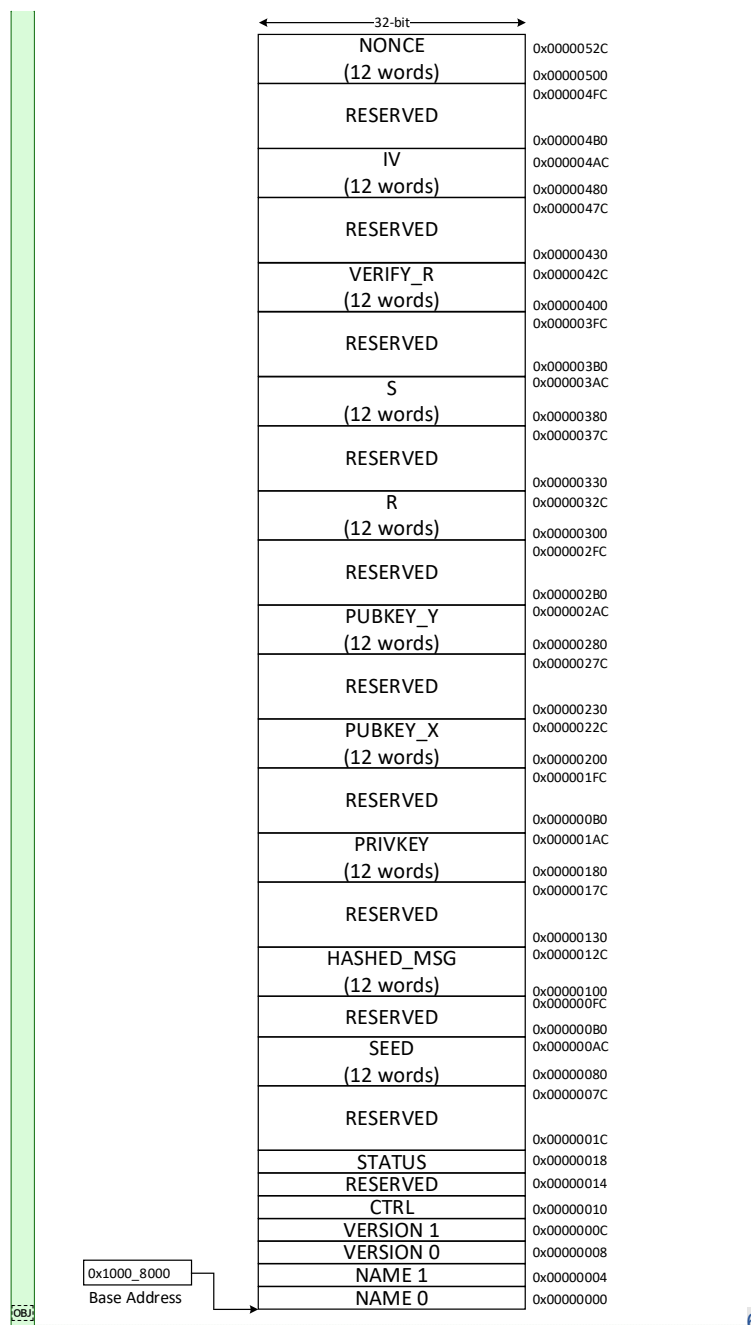 32-bit
NONCE
0x0000052C
(12 words)
0x00000500
0x000004FC
RESERVED
0x000004B0
IV
0x000004AC
(12 words)
0x00000480
0x0000047C
RESERVED
0x00000430
VERIFY_R
0x0000042C
(12 words)
0x00000400
0x000003FC
RESERVED
0x000003B0
0x000003AC
S
(12 words)
0x00000380
0x0000037C
RESERVED
0x00000330
R
0x0000032C
(12 words)
0x00000300
0x000002FC
RESERVED
0x000002B0
0x000002AC
PUBKEY_Y
(12 words)
0x00000280
0x0000027C
RESERVED
0x00000230
0x0000022C
PUBKEY_X
(12 words)
0x00000200
0x000001FC
RESERVED
0x000000B0
0x000001AC
PRIVKEY
(12 words)
0x00000180
0x0000017C
RESERVED
0x00000130
0x0000012C
HASHED_MSG
(12 words)
0x00000100
0x000000FC
RESERVED
0x000000B0
0x000000AC
SEED
(12 words)
0x00000080
0x0000007C
RESERVED
0x0000001C
STATUS
0x00000018
RESERVED
0x00000014
CTRL
0x00000010
VERSION 1
0x0000000C
VERSION 0
0x00000008
0x1000_8000
NAME 1
0x00000004
Base Address
NAME 0
0x00000000
OBJ